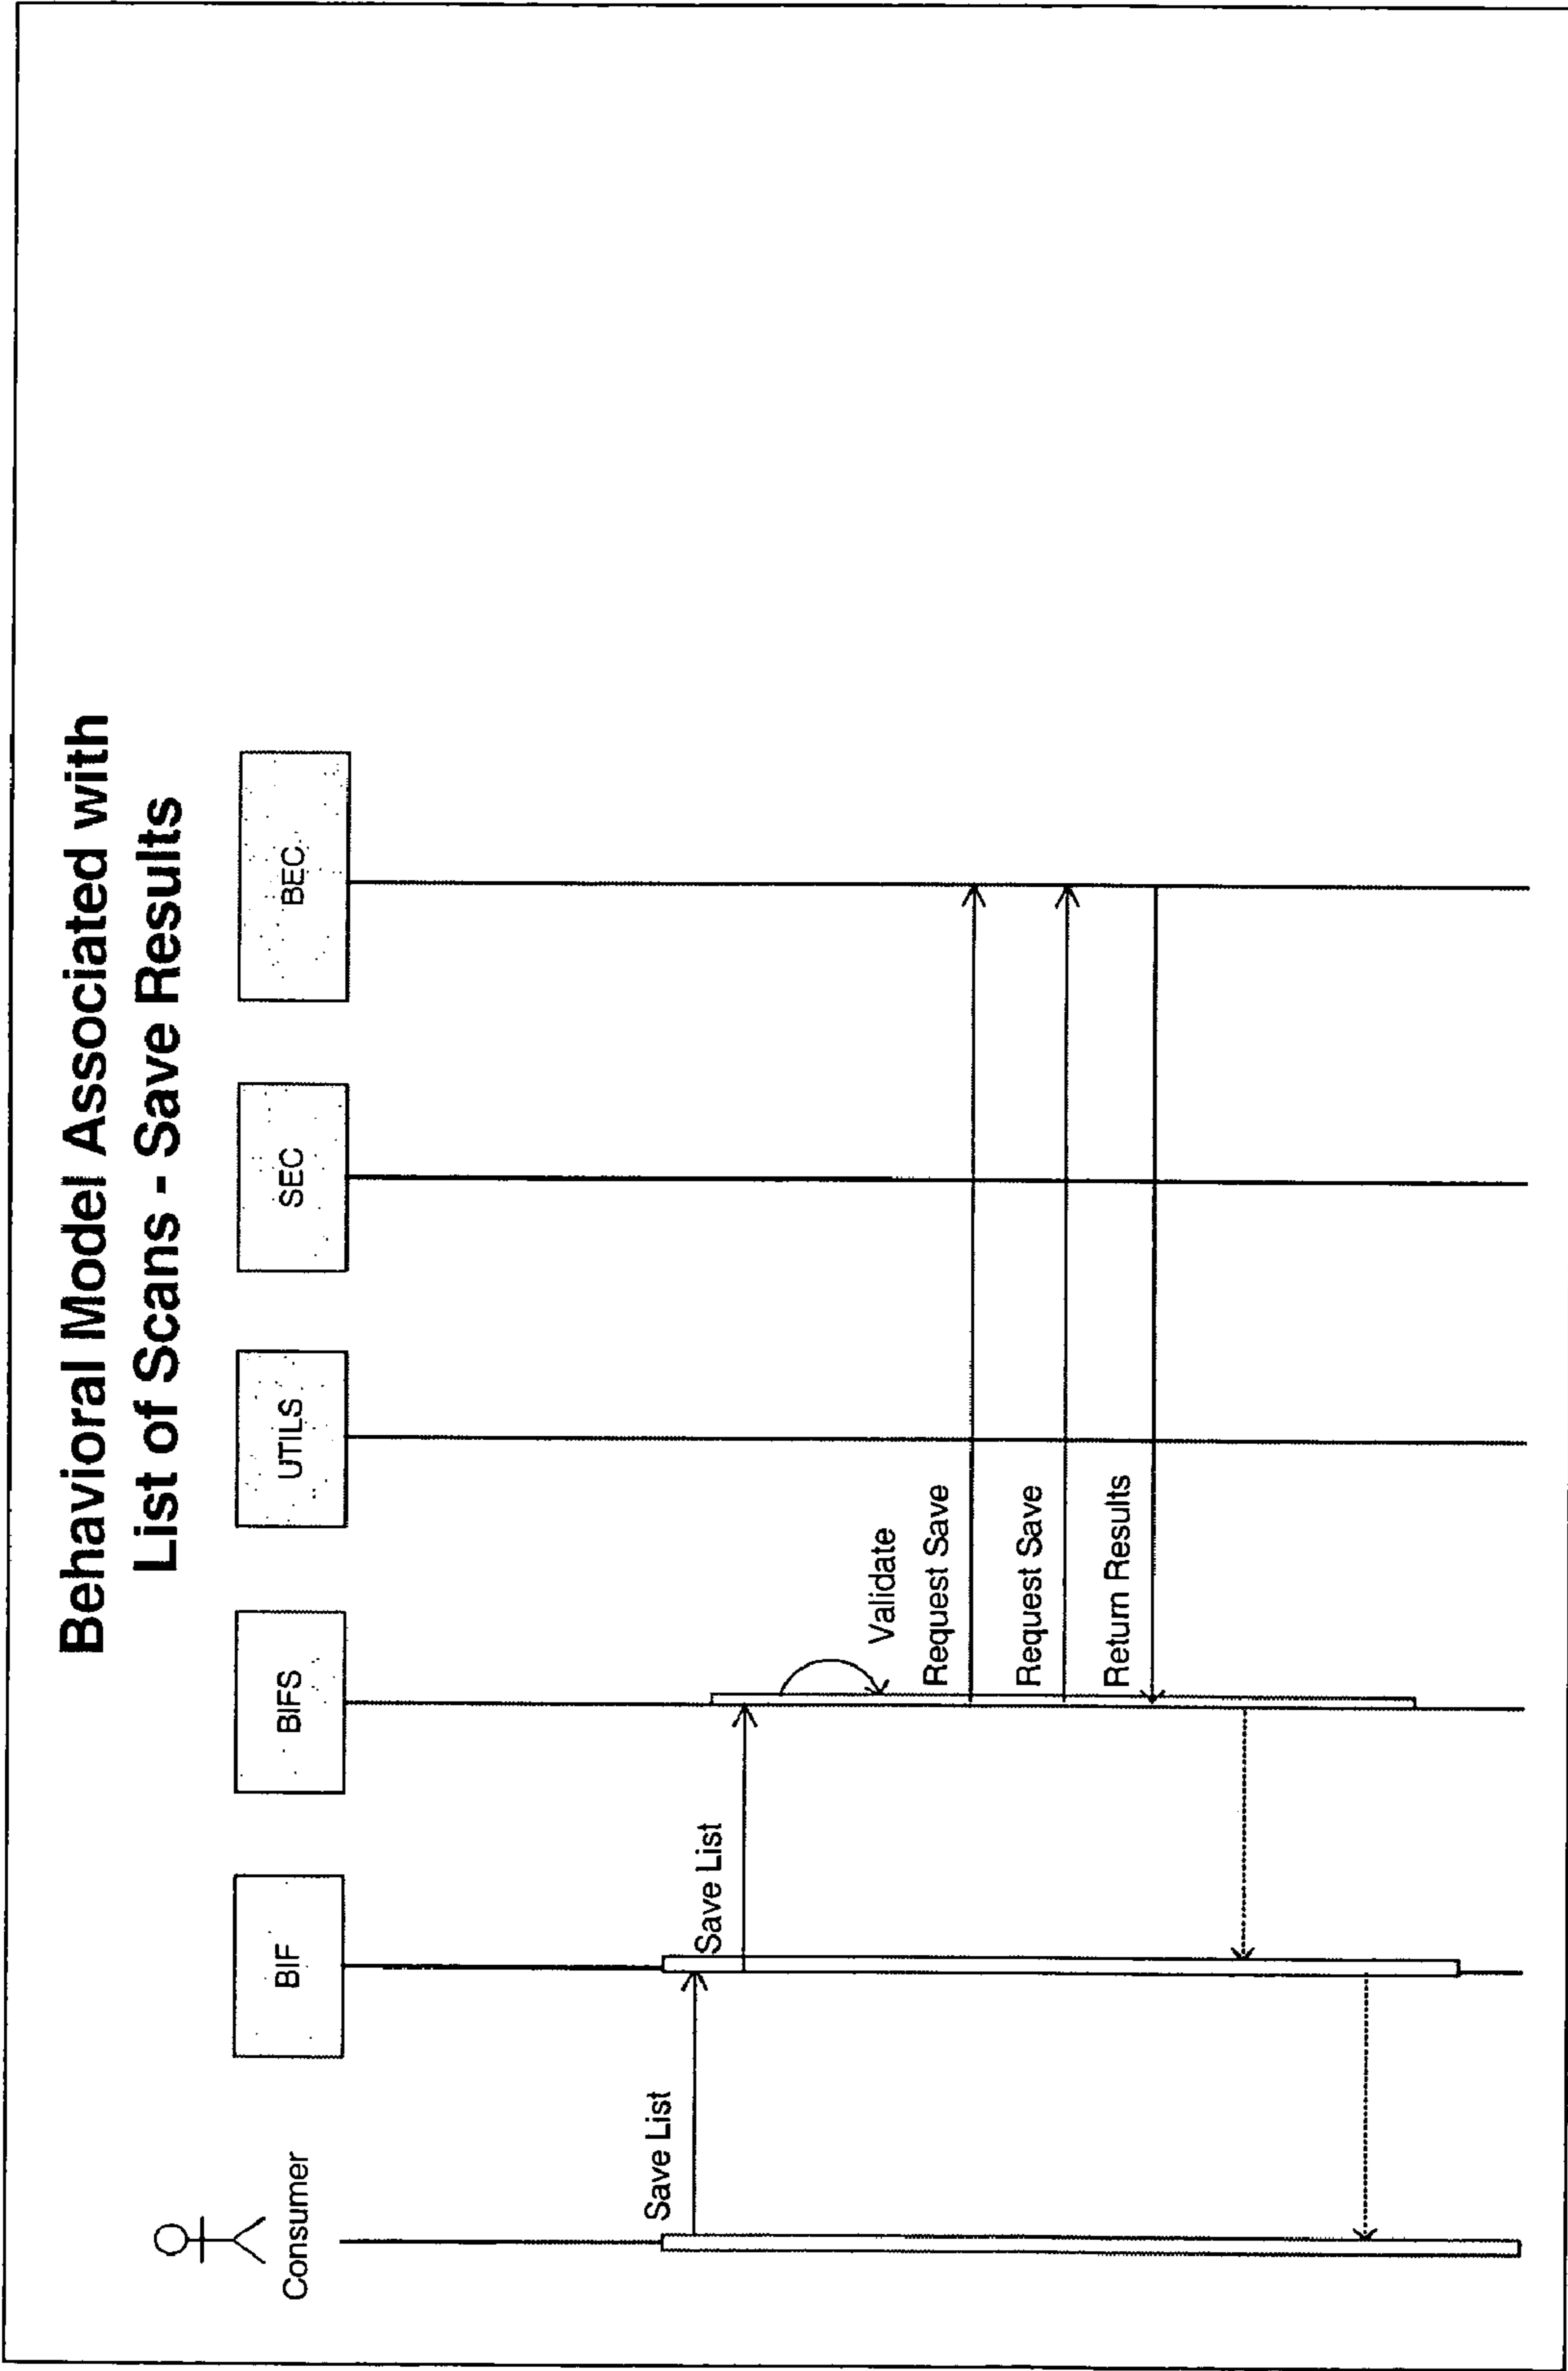 Behavioral Model Associated with
List of Scans - Save Results
Consumer
BIF
BIFS
UTILS
SEC
BEC
Save List
Save List
Validate
Request Save
Request Save
Return Results